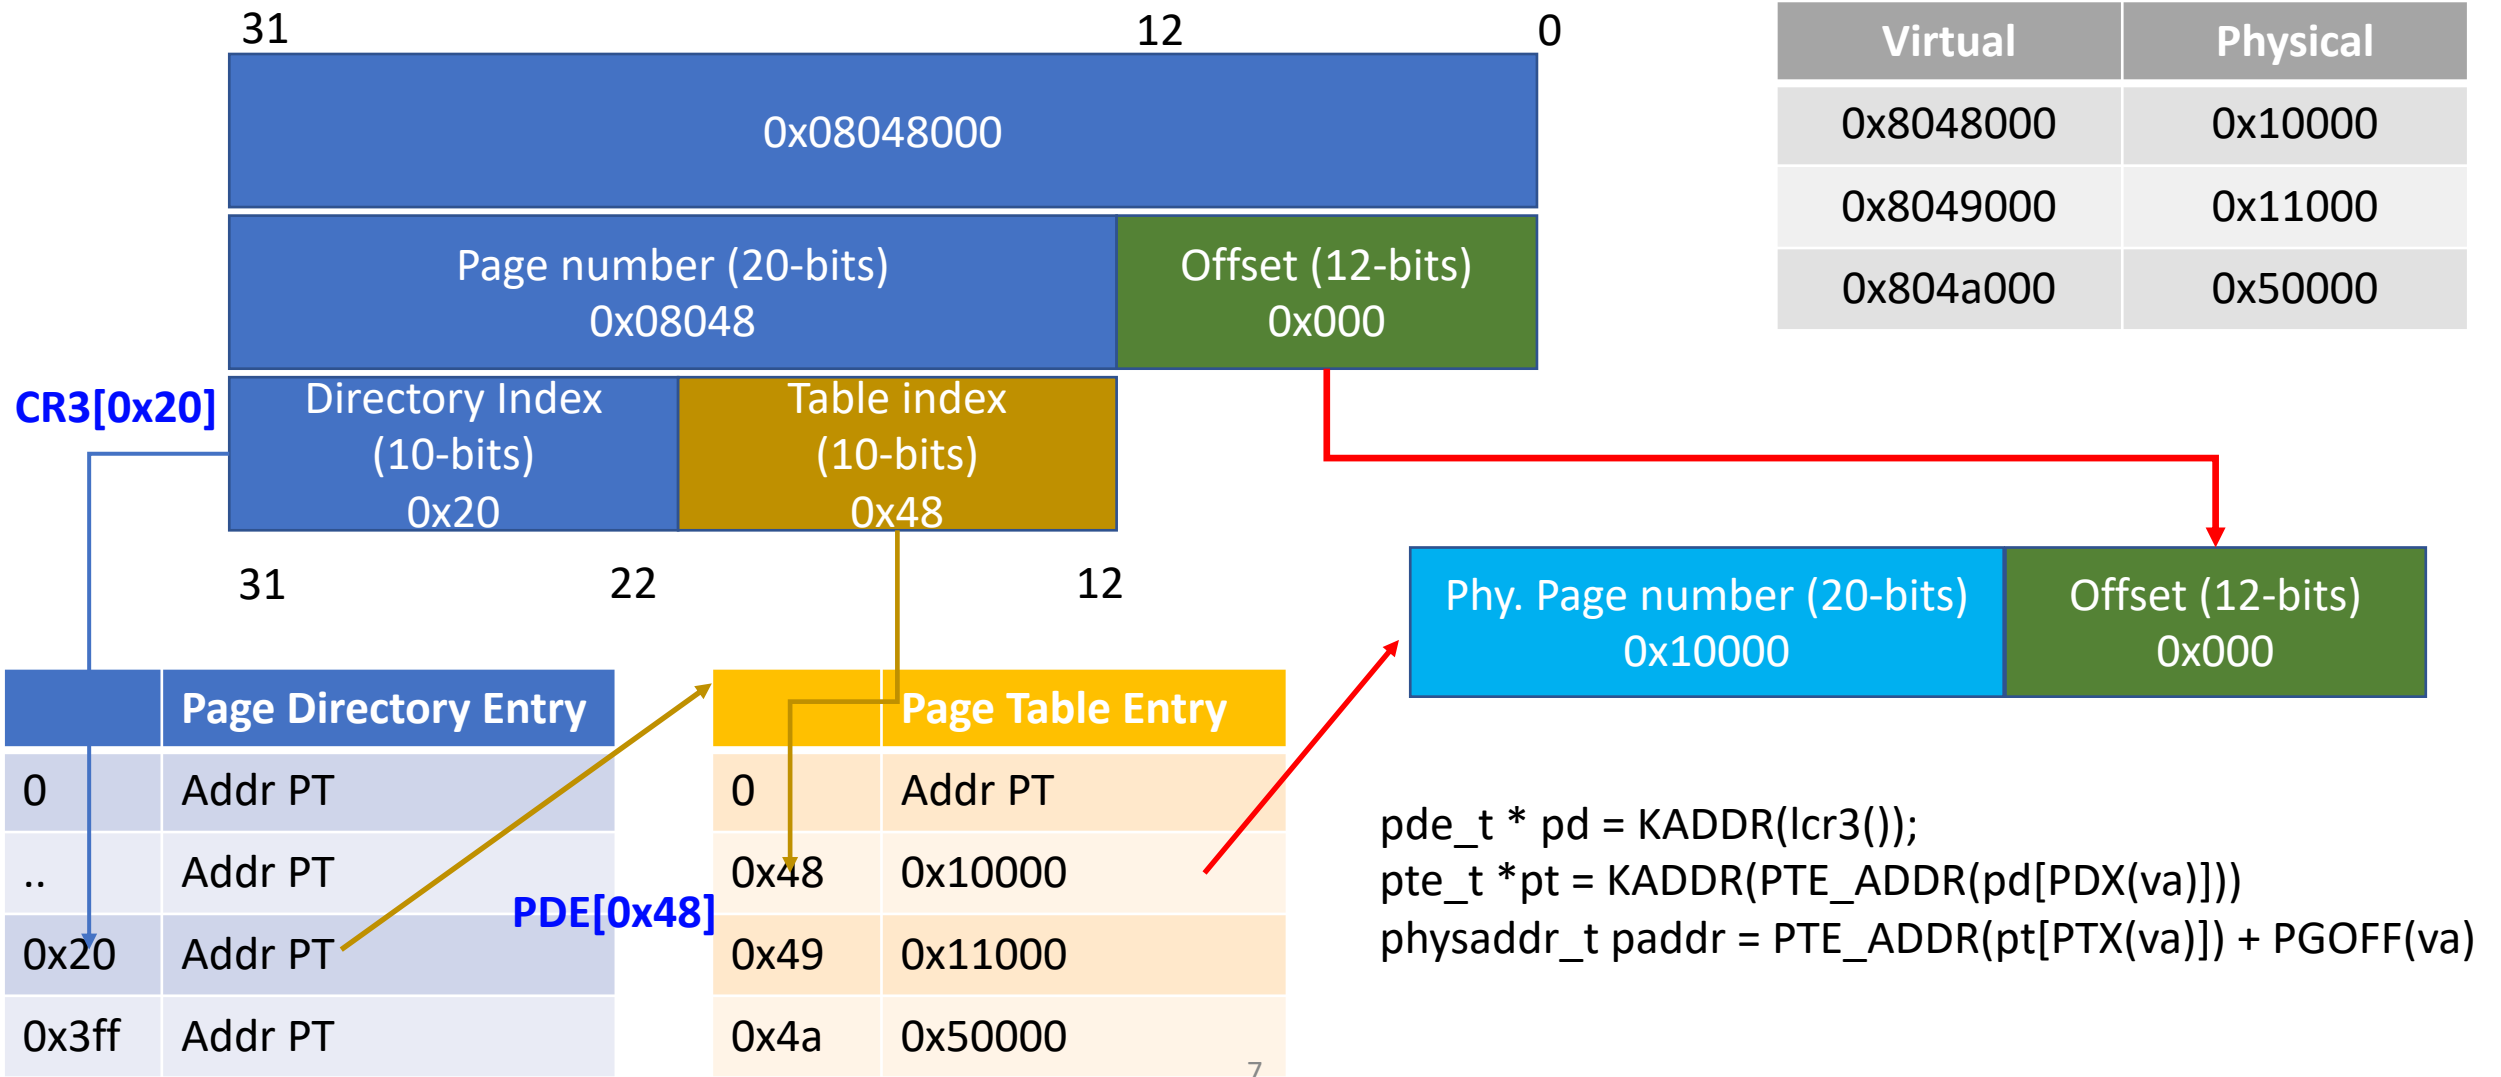 31 12 0
0x08048000
Page number (20-bits)
0x08048
Offset (12-bits)
0x000
CR3[0x20]
Directory Index
(10-bits)
0x20
Table index
(10-bits)
0x48
31 22 12
Virtual Physical
0x8048000 0x10000
0x8049000 0x11000
0x804a000 0x50000
Phy. Page number (20-bits)
0x10000
Offset (12-bits)
0x000
Page Directory Entry
0 Addr PT
.. Addr PT
0x20 Addr PT
0x3ff Addr PT
PDE[0x48]
Page Table Entry
0 Addr PT
0x48 0x10000
0x49 0x11000
0x4a 0x50000
pde_t * pd = KADDR(lcr3());
pte_t *pt = KADDR(PTE_ADDR(pd[PDX(va)]))
physaddr_t paddr = PTE_ADDR(pt[PTX(va)]) + PGOFF(va)
7